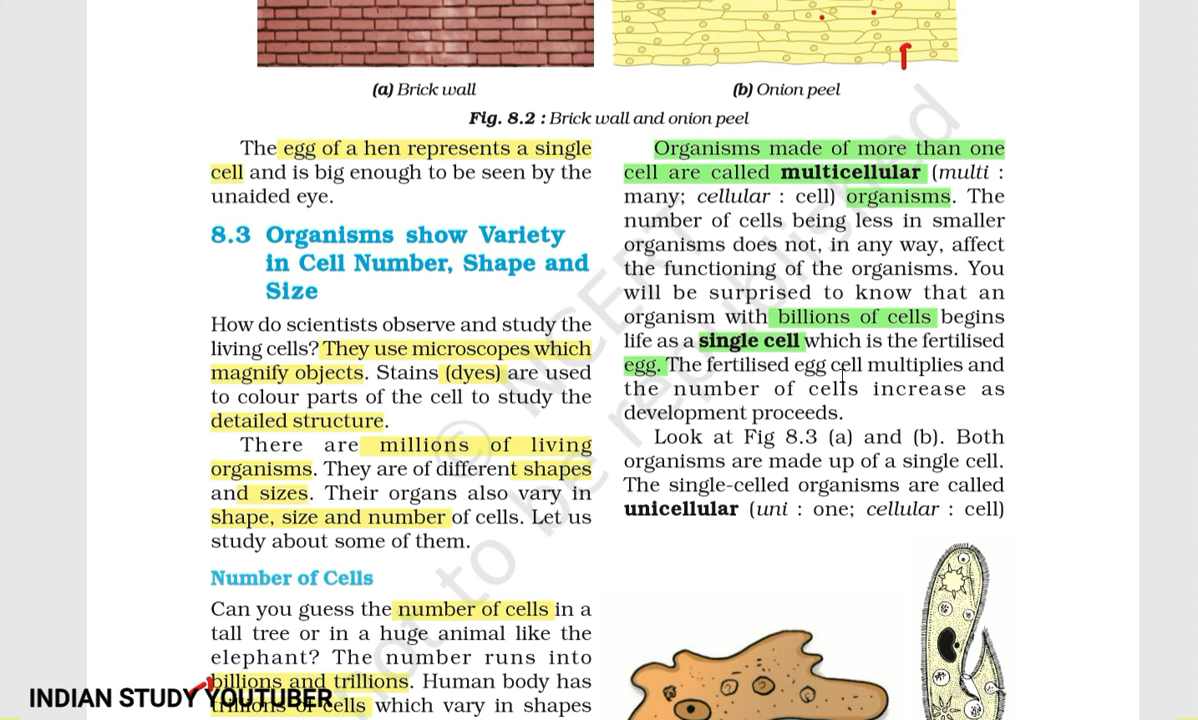 (a) Brick wall
(b) Onion peel
Fig. 8.2 : Brick wall and onion peel
The egg of a hen represents a single
cell and is big enough to be seen by the
unaided eye.
8.3 Organisms show Variety
in Cell Number, Shape and
Size
How do scientists observe and study the
living cells? They use microscopes which
magnify objects. Stains (dyes) are used
to colour parts of the cell to study the
detailed structure.
There are millions of living
organisms. They are of different shapes
and sizes. Their organs also vary in
shape, size and number of cells. Let us
study about some of them.
Number of Cells
Can you guess the number of cells in a
tall tree or in a huge animal like the
elephant? The number runs into
billions and trillions. Human body has
trillions of cells which vary in shapes
Organisms made of more than one
cell are called multicellular (multi :
many; cellular : cell) organisms. The
number of cells being less in smaller
organisms does not, in any way, affect
the functioning of the organisms. You
will be surprised to know that an
organism with billions of cells begins
life as a single cell which is the fertilised
egg. The fertilised egg cell multiplies and
the number of cells increase as
development proceeds.
Look at Fig 8.3 (a) and (b). Both
organisms are made up of a single cell.
The single-celled organisms are called
unicellular (uni : one; cellular : cell)
© NCERT
not to be republished
INDIAN STUDY YOUTUBER